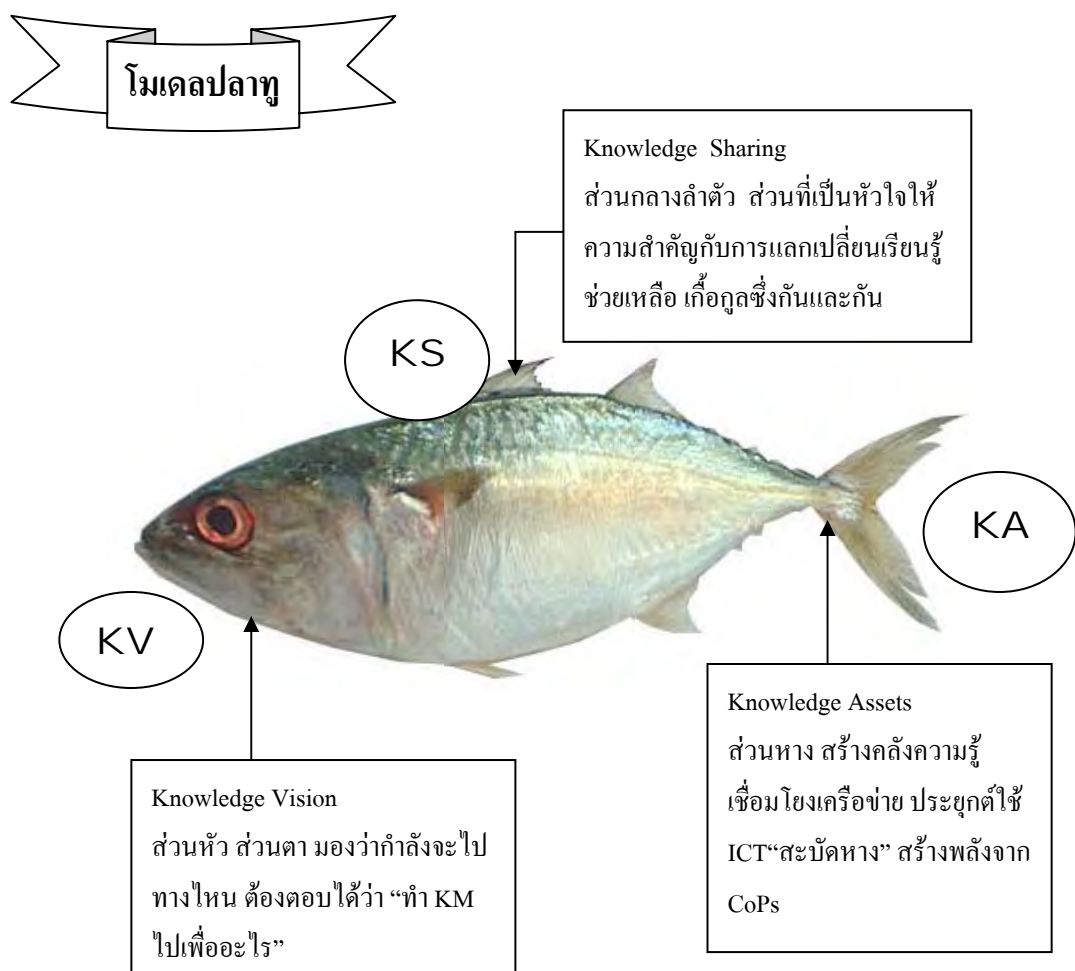 โมเดลปลาทู
Knowledge Sharing
ส่วนกลางลำตัว ส่วนที่เป็นหัวใจให้
ความสำคัญกับการแลกเปลี่ยนเรียนรู้
ช่วยเหลือ เกื้อกูลซึ่งกันและกัน
KS
KA
KV
Knowledge Vision
ส่วนหัว ส่วนตา มองว่ากำลังจะไป
ทางไหน ต้องตอบได้ว่า “ทำ KM
ไปเพื่ออะไร”
Knowledge Assets
ส่วนหาง สร้างคลังความรู้
เชื่อมโยงเครือข่าย ประยุกต์ใช้
ICT“สะบัดหาง” สร้างพลังจาก
CoPs